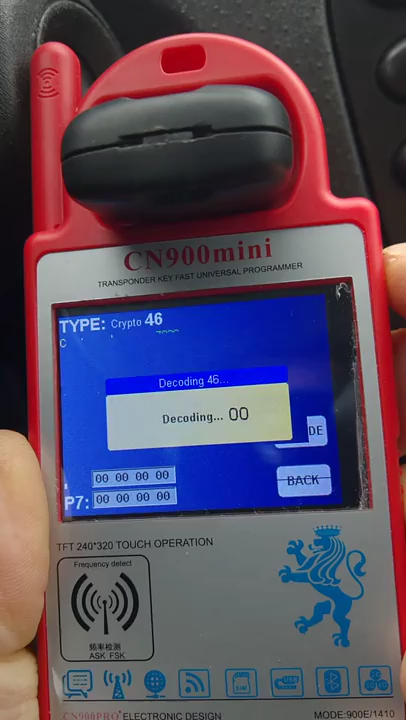 CN900mini
TRANSPONDER KEY FAST UNIVERSAL PROGRAMMER
TYPE: Crypto 46
C
Decoding 46...
Decoding... 00
DE
00 00 00 00
BACK
P7: 00 00 00 00
TFT 240*320 TOUCH OPERATION
Frequency detect
频率检测
ASK FSK
SIM
USB
CN900PRO ELECTRONIC DESIGN
MODE:900E/1410